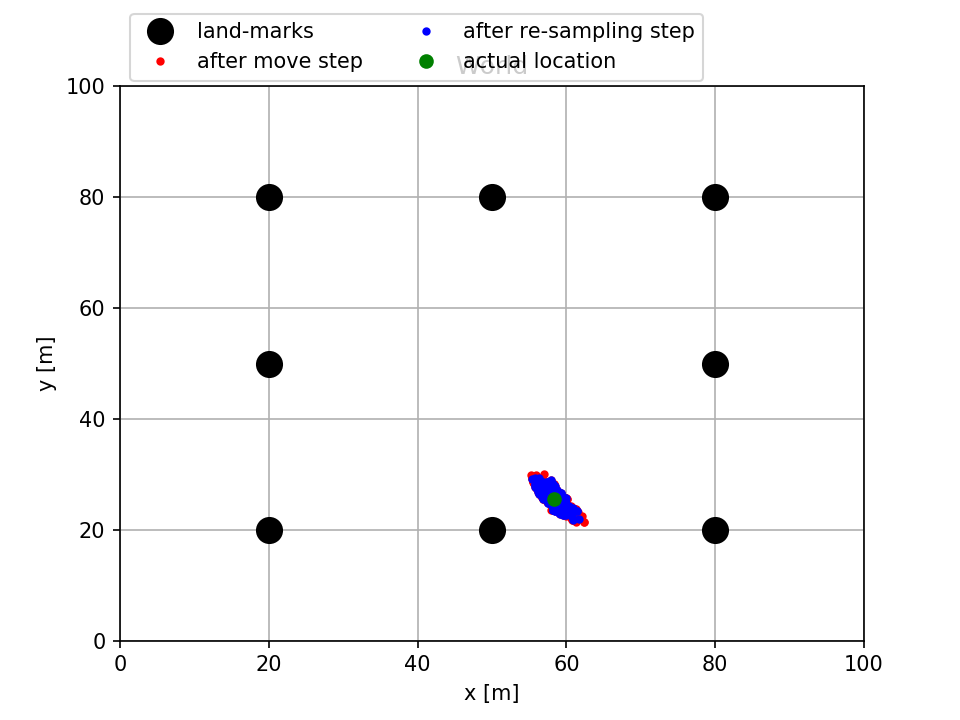 land-marks
after move step
after re-sampling step
actual location
World
100
80
60
40
20
0
y [m]
0 20 40 60 80 100
x [m]